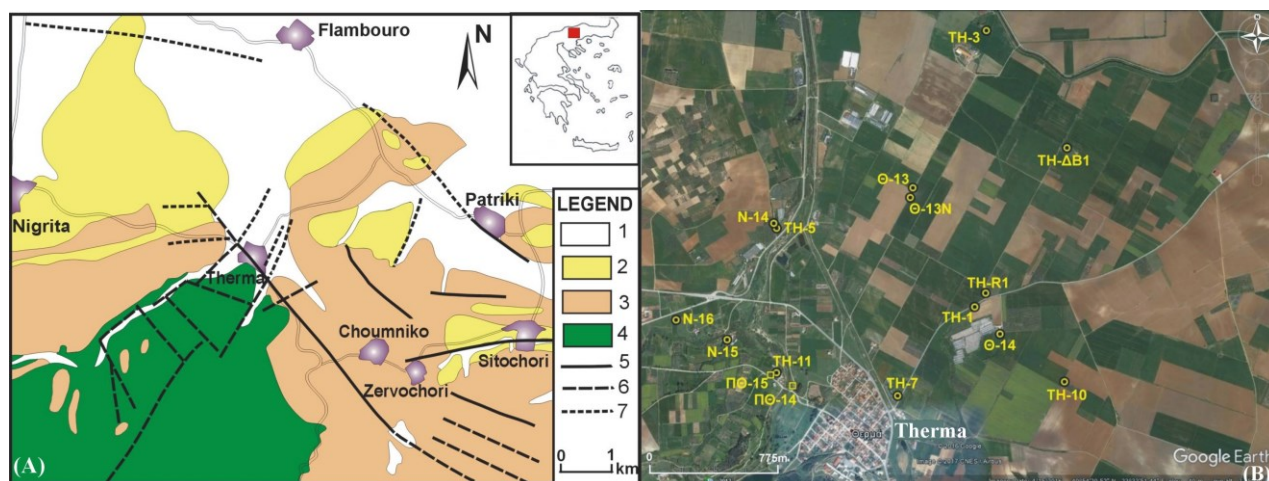 Flambouro
N
Nigrita
Patriki
Therma
Choumniko
Sitochori
Zervochori
LEGEND
1
2
3
4
5
6
7
0 1
km
(A)
TH-3
TH-ΔB1
Θ-13
Θ-13N
N-14
TH-5
TH-R1
TH-1
N-16
Θ-14
N-15
TH-11
ΠΘ-15
ΠΘ-14
TH-7
TH-10
Θερμά
Therma
0 775m
Google Earth
(B)